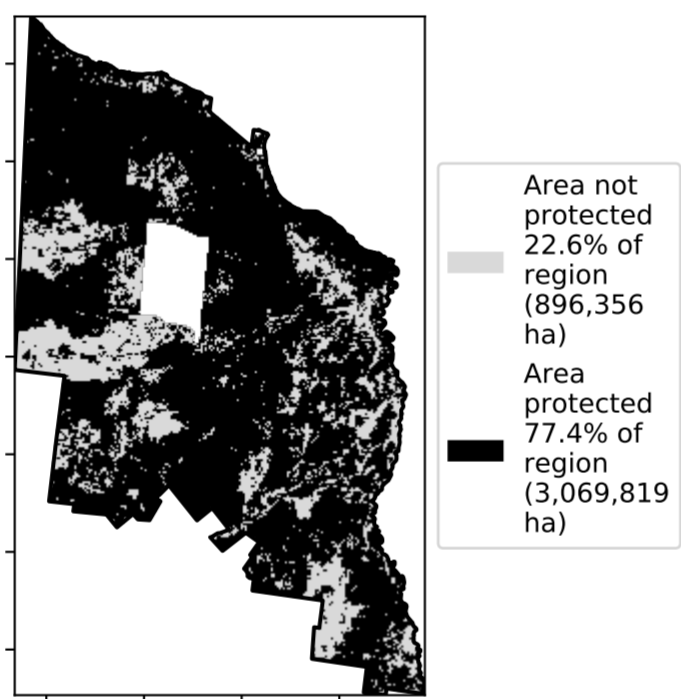 Area not
protected
22.6% of
region
(896,356
ha)
Area
protected
77.4% of
region
(3,069,819
ha)